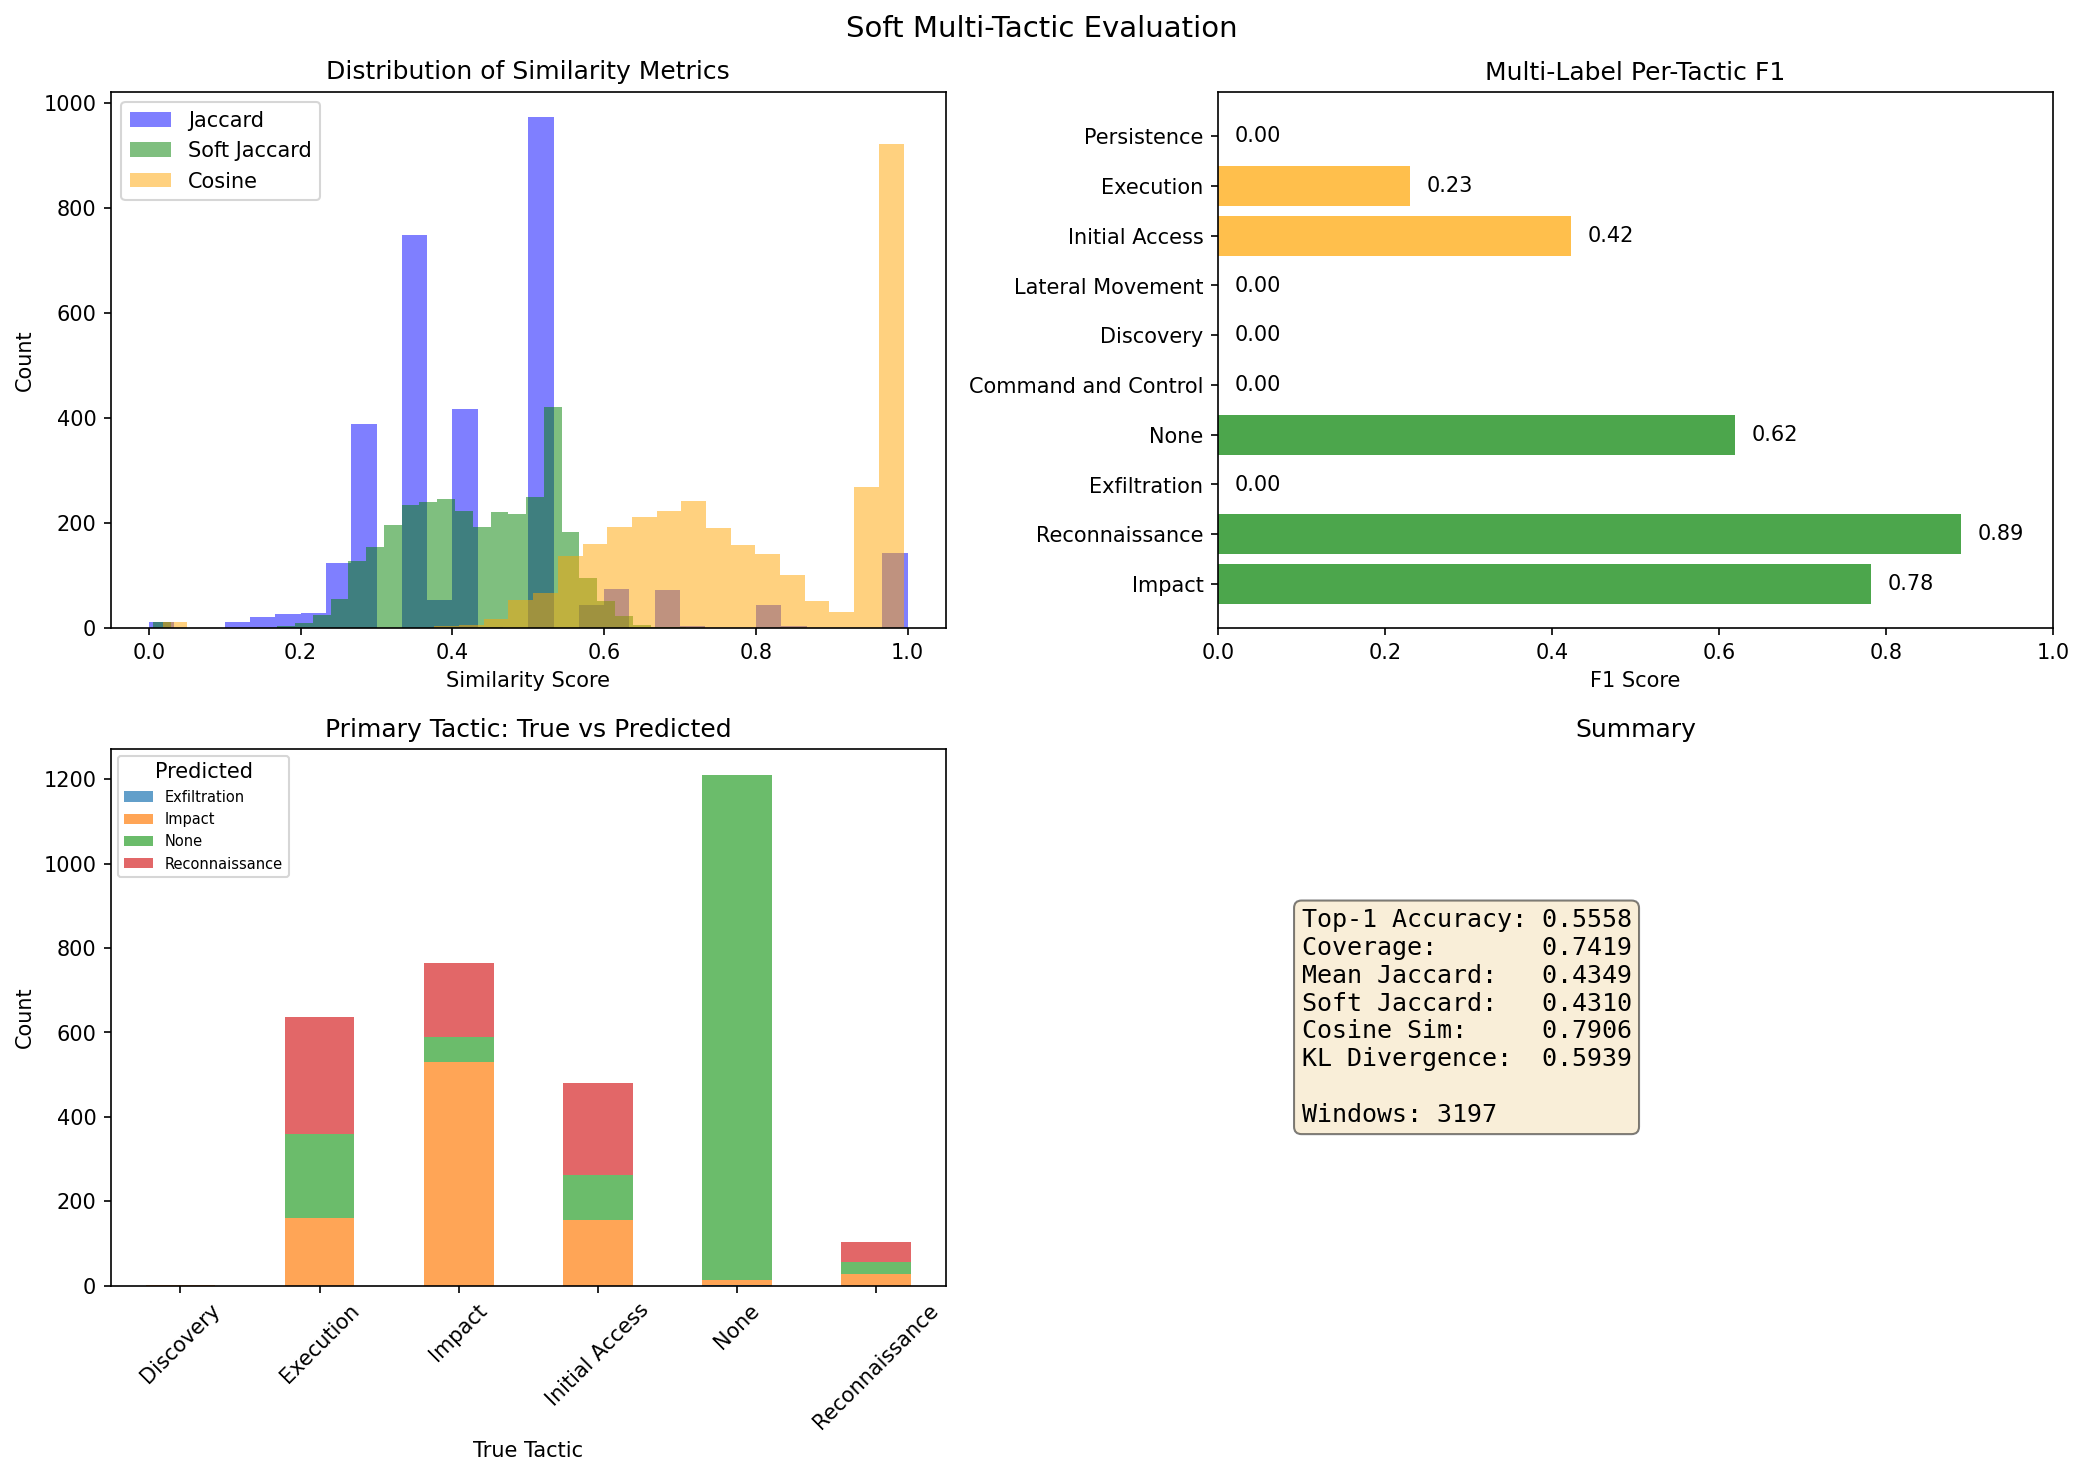 Soft Multi-Tactic Evaluation
Distribution of Similarity Metrics
Jaccard
Soft Jaccard
Cosine
1000
800
600
400
200
0
Count
0.0 0.2 0.4 0.6 0.8 1.0
Similarity Score
Multi-Label Per-Tactic F1
Persistence 0.00
Execution 0.23
Initial Access 0.42
Lateral Movement 0.00
Discovery 0.00
Command and Control 0.00
None 0.62
Exfiltration 0.00
Reconnaissance 0.89
Impact 0.78
0.0 0.2 0.4 0.6 0.8 1.0
F1 Score
Primary Tactic: True vs Predicted
Predicted
Exfiltration
Impact
None
Reconnaissance
1200
1000
800
600
400
200
0
Count
Discovery
Execution
Impact
Initial Access
None
Reconnaissance
True Tactic
Summary
Top-1 Accuracy: 0.5558
Coverage: 0.7419
Mean Jaccard: 0.4349
Soft Jaccard: 0.4310
Cosine Sim: 0.7906
KL Divergence: 0.5939
Windows: 3197